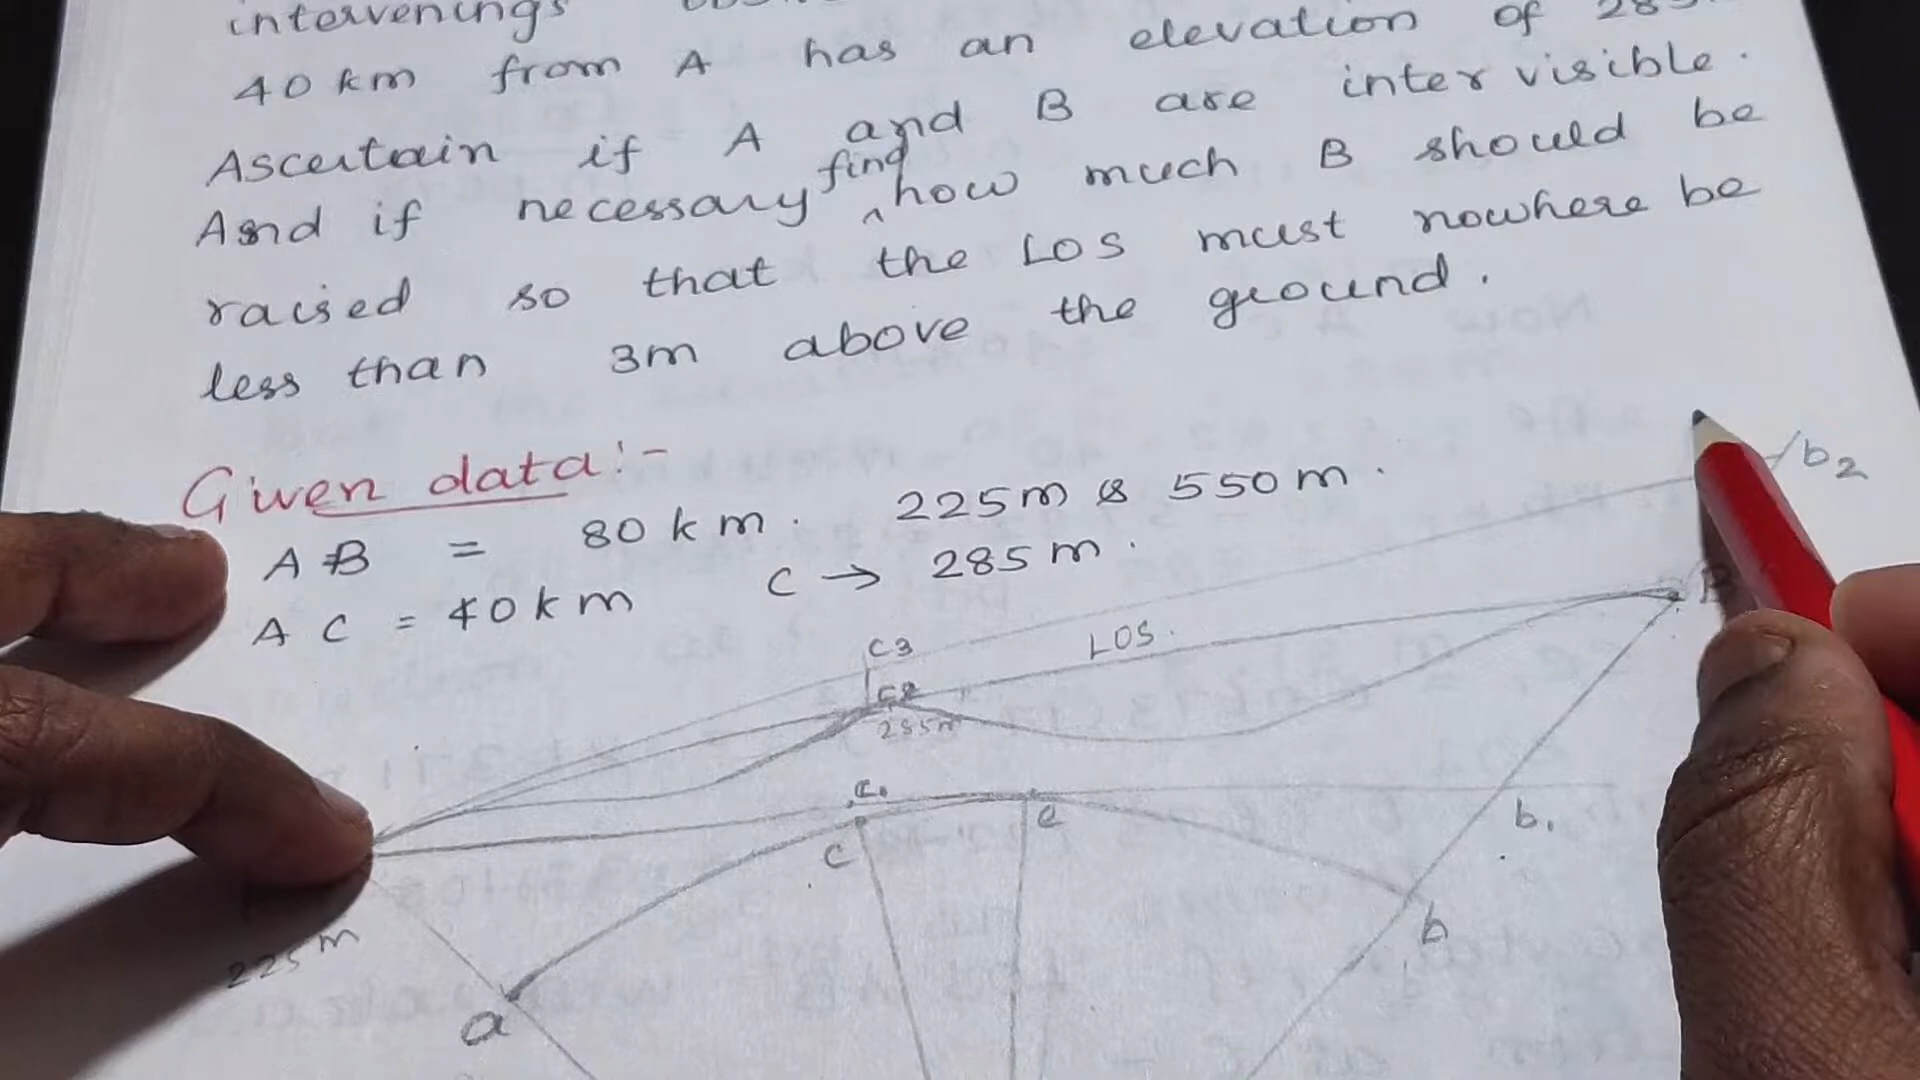 intervenings
40 km from A has an elevation of 285
Ascertain if A and B are inter visible.
And if necessary find ^ how much B should be
raised so that the LOS must nowhere be
less than 3m above the ground.
Given data:-
AB = 80 km. 225m & 550m.
AC = 40 km C → 285m.
b2
B
LOS.
C3
C2
285m
C1
C
e
b1
b
225m
a